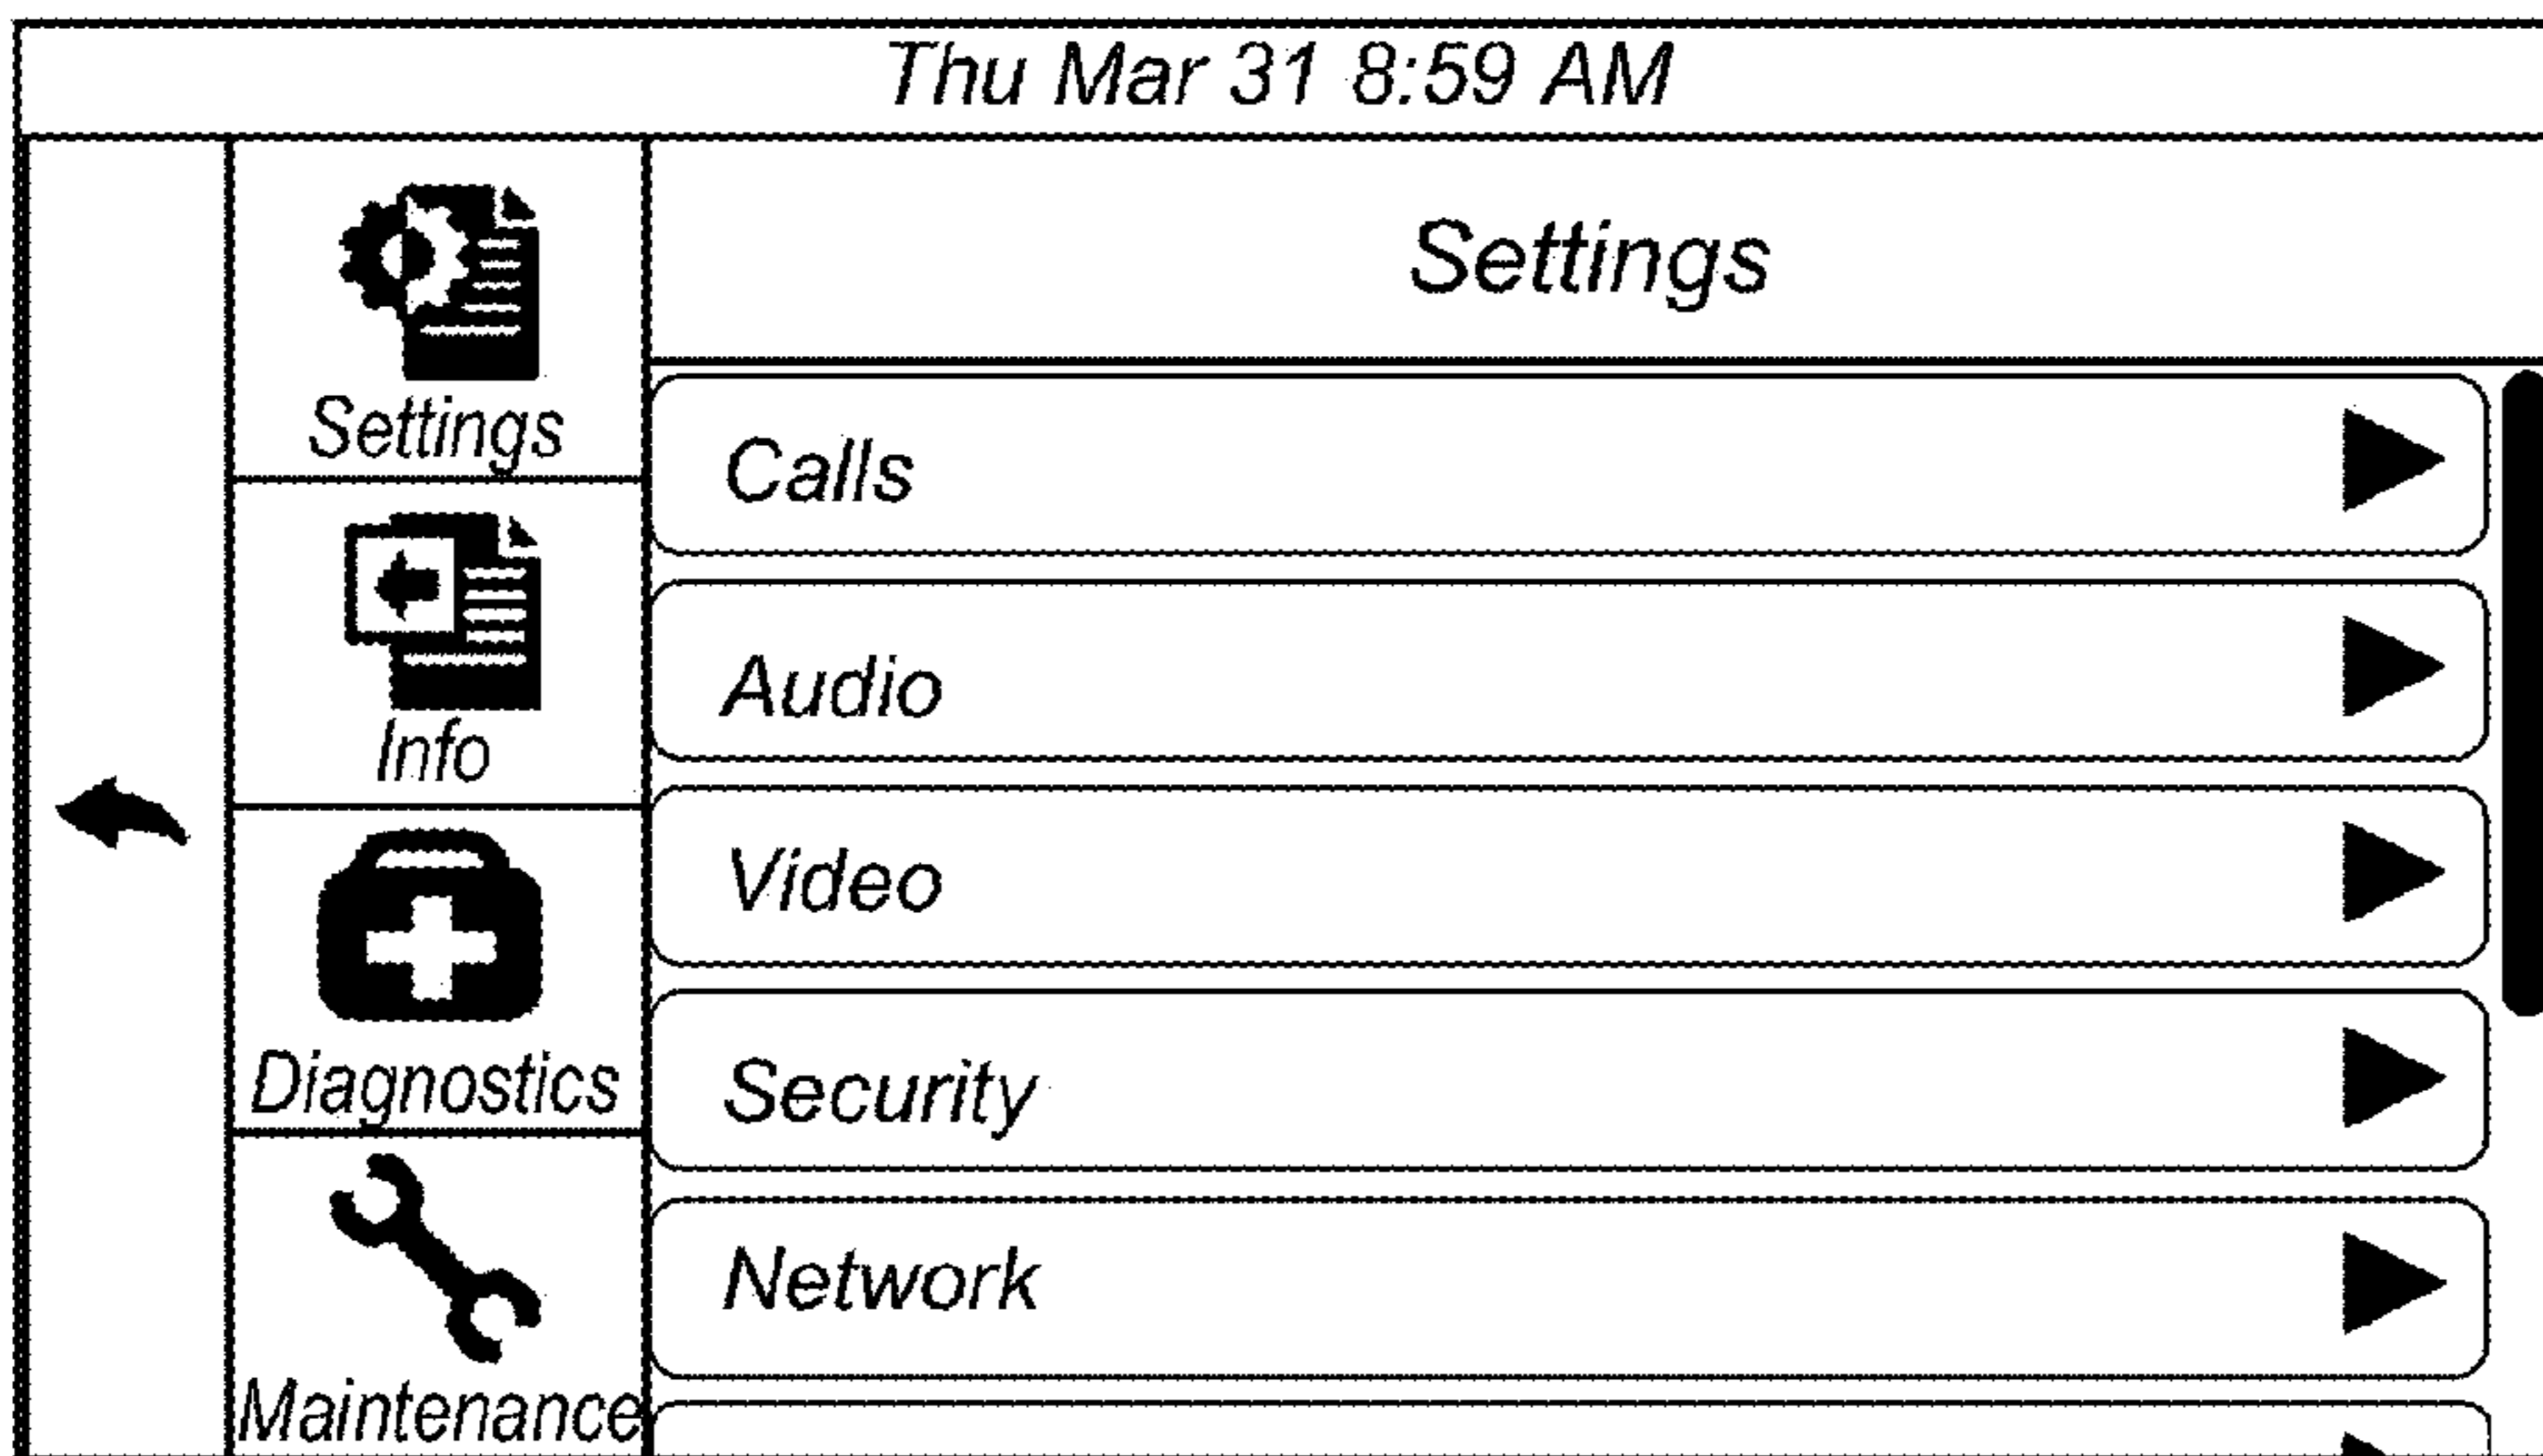 Thu Mar 31 8:59 AM
Settings
Info
Diagnostics
Maintenance
Settings
Calls
Audio
Video
Security
Network